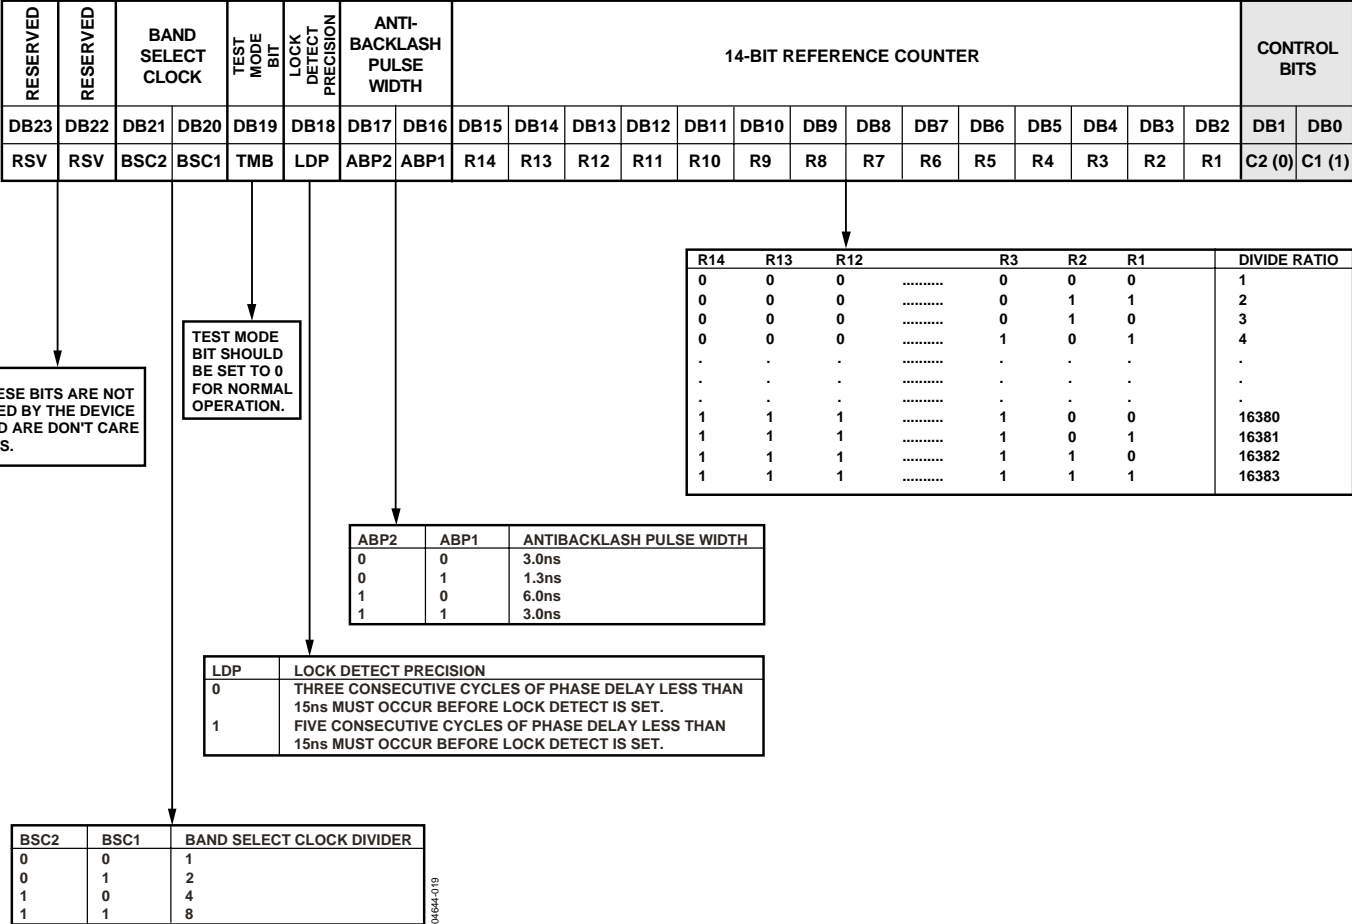 RESERVED
RESERVED
BAND SELECT CLOCK
TEST MODE BIT
LOCK DETECT PRECISION
ANTI-BACKLASH PULSE WIDTH
14-BIT REFERENCE COUNTER
CONTROL BITS
DB23 DB22 DB21 DB20 DB19 DB18 DB17 DB16 DB15 DB14 DB13 DB12 DB11 DB10 DB9 DB8 DB7 DB6 DB5 DB4 DB3 DB2 DB1 DB0
RSV RSV BSC2 BSC1 TMB LDP ABP2 ABP1 R14 R13 R12 R11 R10 R9 R8 R7 R6 R5 R4 R3 R2 R1 C2 (0) C1 (1)
R14 R13 R12 R3 R2 R1 DIVIDE RATIO
0 0 0 .......... 0 0 0 1
0 0 0 .......... 0 1 1 2
0 0 0 .......... 0 1 0 3
0 0 0 .......... 1 0 1 4
. . . .......... . . . .
. . . .......... . . . .
. . . .......... . . . .
1 1 1 .......... 1 0 0 16380
1 1 1 .......... 1 0 1 16381
1 1 1 .......... 1 1 0 16382
1 1 1 .......... 1 1 1 16383
TEST MODE
BIT SHOULD
BE SET TO 0
FOR NORMAL
OPERATION.
ESE BITS ARE NOT
ED BY THE DEVICE
D ARE DON'T CARE
S.
ABP2 ABP1 ANTIBACKLASH PULSE WIDTH
0 0 3.0ns
0 1 1.3ns
1 0 6.0ns
1 1 3.0ns
LDP LOCK DETECT PRECISION
0 THREE CONSECUTIVE CYCLES OF PHASE DELAY LESS THAN
15ns MUST OCCUR BEFORE LOCK DETECT IS SET.
1 FIVE CONSECUTIVE CYCLES OF PHASE DELAY LESS THAN
15ns MUST OCCUR BEFORE LOCK DETECT IS SET.
BSC2 BSC1 BAND SELECT CLOCK DIVIDER
0 0 1
0 1 2
1 0 4
1 1 8
04644-019